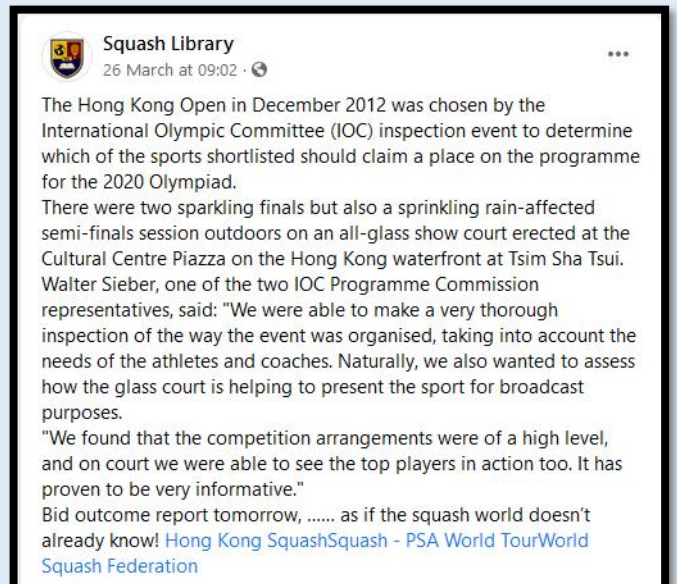 Squash Library
26 March at 09:02 ·
The Hong Kong Open in December 2012 was chosen by the
International Olympic Committee (IOC) inspection event to determine
which of the sports shortlisted should claim a place on the programme
for the 2020 Olympiad.
There were two sparkling finals but also a sprinkling rain-affected
semi-finals session outdoors on an all-glass show court erected at the
Cultural Centre Piazza on the Hong Kong waterfront at Tsim Sha Tsui.
Walter Sieber, one of the two IOC Programme Commission
representatives, said: "We were able to make a very thorough
inspection of the way the event was organised, taking into account the
needs of the athletes and coaches. Naturally, we also wanted to assess
how the glass court is helping to present the sport for broadcast
purposes.
"We found that the competition arrangements were of a high level,
and on court we were able to see the top players in action too. It has
proven to be very informative."
Bid outcome report tomorrow, ...... as if the squash world doesn't
already know! Hong Kong SquashSquash - PSA World TourWorld
Squash Federation